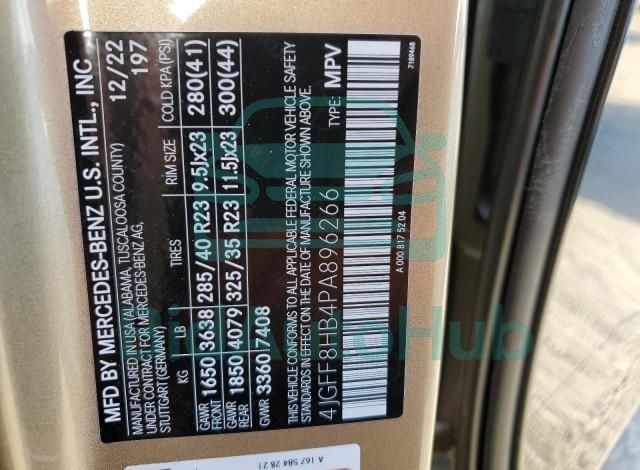 MFD BY MERCEDES-BENZ U.S. INTL., INC
MANUFACTURED IN USA (ALABAMA, TUSCALOOSA COUNTY)
UNDER CONTRACT FOR MERCEDES-BENZ AG,
STUTTGART (GERMANY)
12/22
197
KG LB TIRES RIM SIZE COLD KPA (PSI)
GAWR FRONT 1650 3638 285/40 R23 9.5Jx23 280(41)
GAWR REAR 1850 4079 325/35 R23 11.5Jx23 300(44)
GVWR 3360 7408
THIS VEHICLE CONFORMS TO ALL APPLICABLE FEDERAL MOTOR VEHICLE SAFETY
STANDARDS IN EFFECT ON THE DATE OF MANUFACTURE SHOWN ABOVE.
4JGFF8HB4PA896266 TYPE: MPV
A 000 817 52 04
7189468
A 167 584 28 21
BidAutoHub